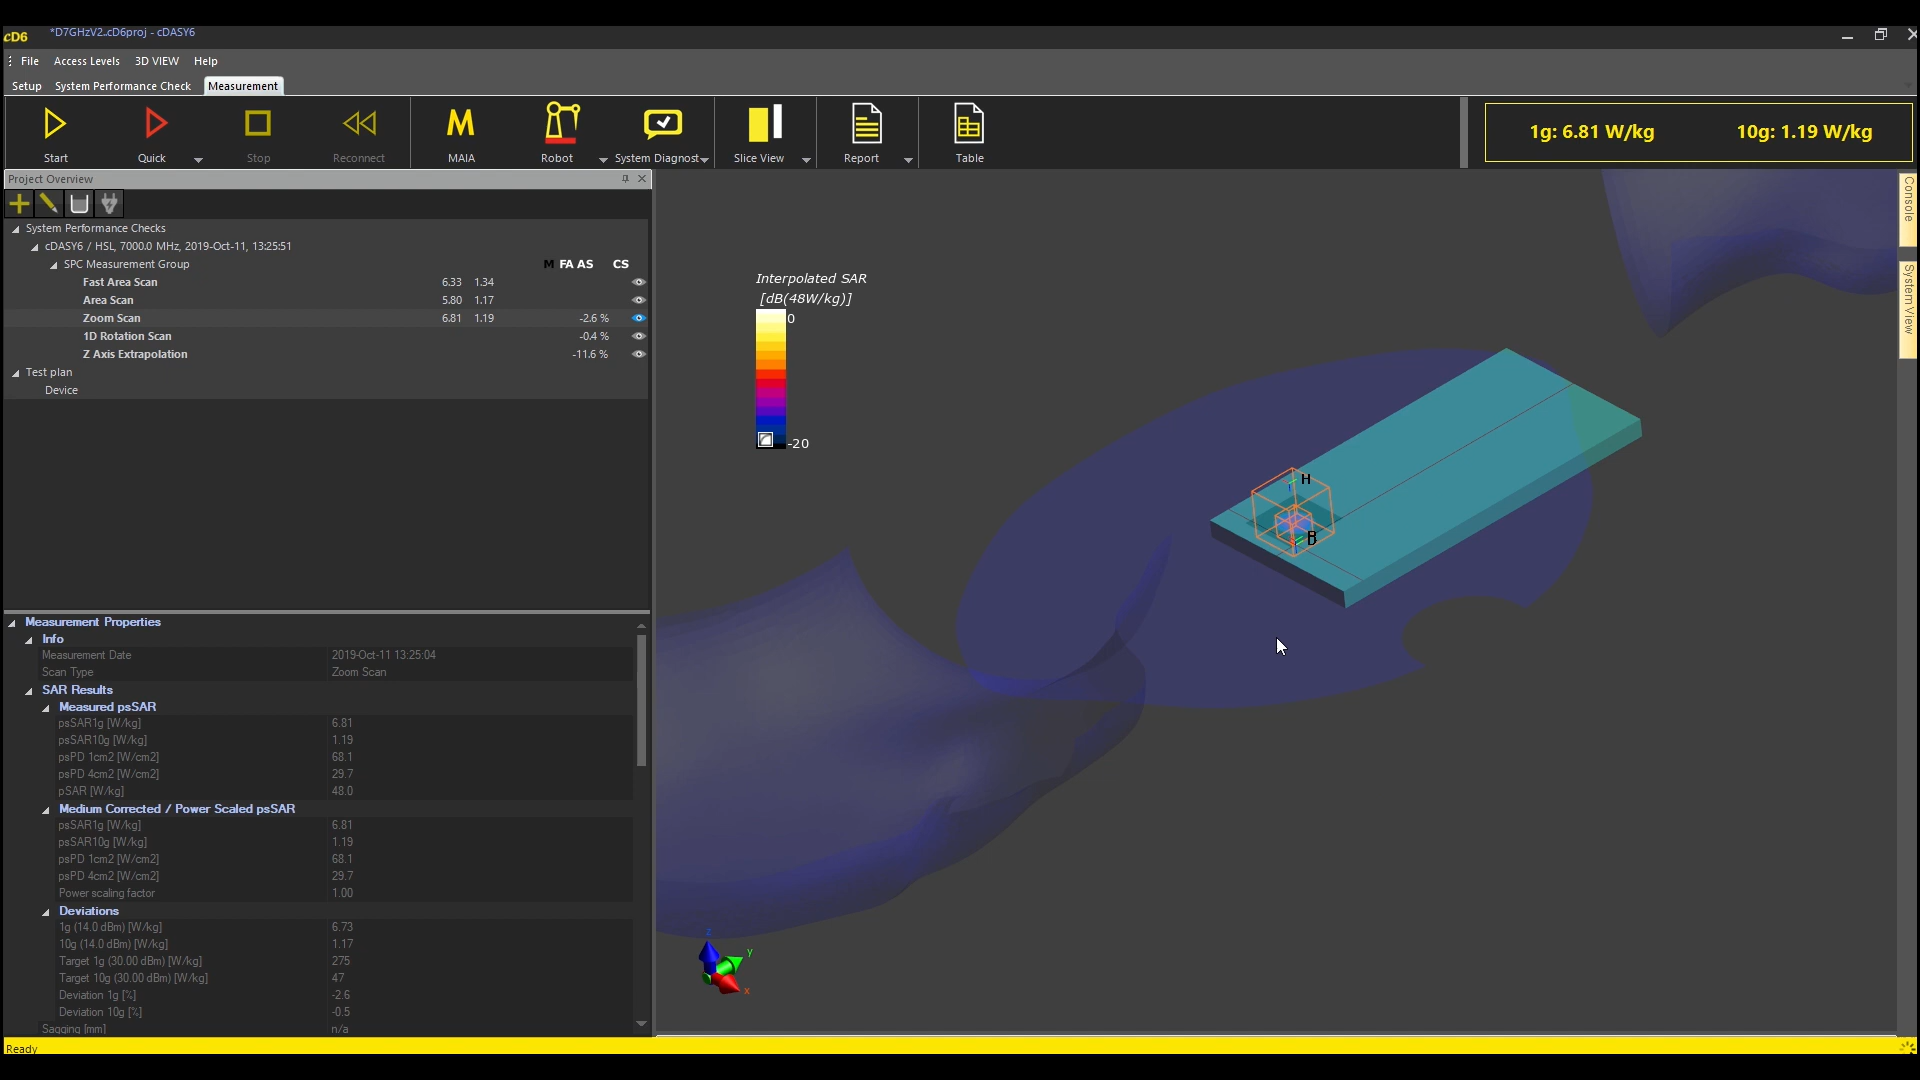 cD6 *D7GHzV2..cD6proj - cDASY6
File Access Levels 3D VIEW Help
Setup System Performance Check Measurement
Start Quick Stop Reconnect M MAIA Robot System Diagnost Slice View Report Table
1g: 6.81 W/kg 10g: 1.19 W/kg
Project Overview
System Performance Checks
cDASY6 / HSL, 7000.0 MHz, 2019-Oct-11, 13:25:51
SPC Measurement Group M FA AS CS
Fast Area Scan 6.33 1.34
Area Scan 5.80 1.17
Zoom Scan 6.81 1.19 -2.6 %
1D Rotation Scan -0.4 %
Z Axis Extrapolation -11.6 %
Test plan
Device
Measurement Properties
Info
Measurement Date 2019-Oct-11 13:25:04
Scan Type Zoom Scan
SAR Results
Measured psSAR
psSAR1g [W/kg] 6.81
psSAR10g [W/kg] 1.19
psPD 1cm2 [W/cm2] 68.1
psPD 4cm2 [W/cm2] 29.7
pSAR [W/kg] 48.0
Medium Corrected / Power Scaled psSAR
psSAR1g [W/kg] 6.81
psSAR10g [W/kg] 1.19
psPD 1cm2 [W/cm2] 68.1
psPD 4cm2 [W/cm2] 29.7
Power scaling factor 1.00
Deviations
1g (14.0 dBm) [W/kg] 6.73
10g (14.0 dBm) [W/kg] 1.17
Target 1g (30.00 dBm) [W/kg] 275
Target 10g (30.00 dBm) [W/kg] 47
Deviation 1g [%] -2.6
Deviation 10g [%] -0.5
Sagging [mm] n/a
Interpolated SAR
[dB(48W/kg)]
0
-20
H
z
y
x
Console
System View
Ready